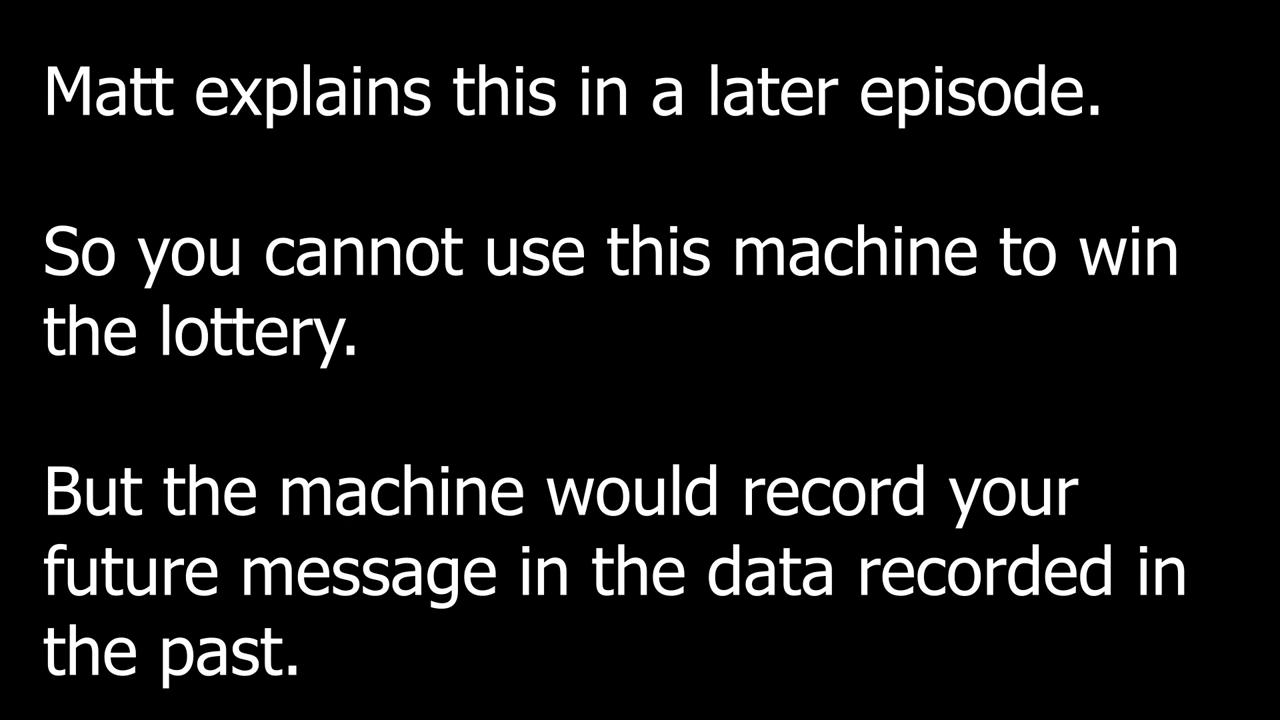 Matt explains this in a later episode.
So you cannot use this machine to win
the lottery.
But the machine would record your
future message in the data recorded in
the past.